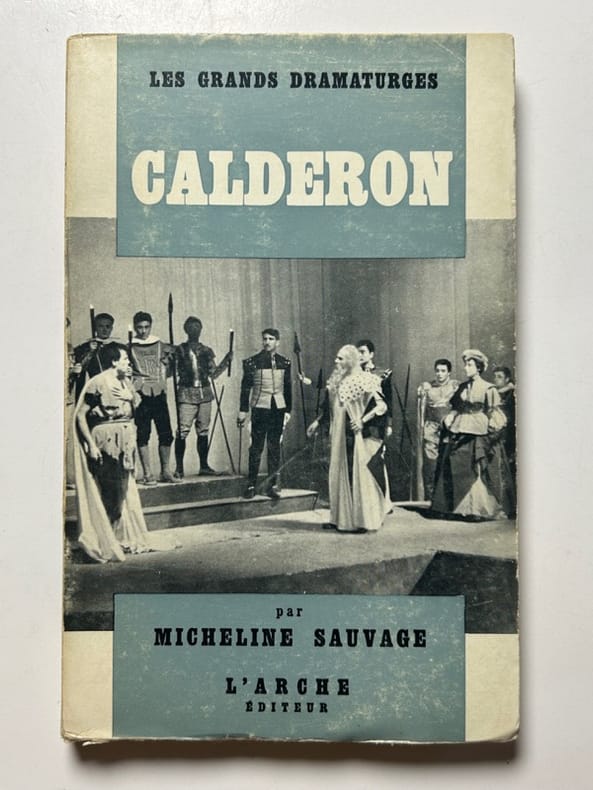 LES GRANDS DRAMATURGES
CALDERON
par
MICHELINE SAUVAGE
L'ARCHE
ÉDITEUR